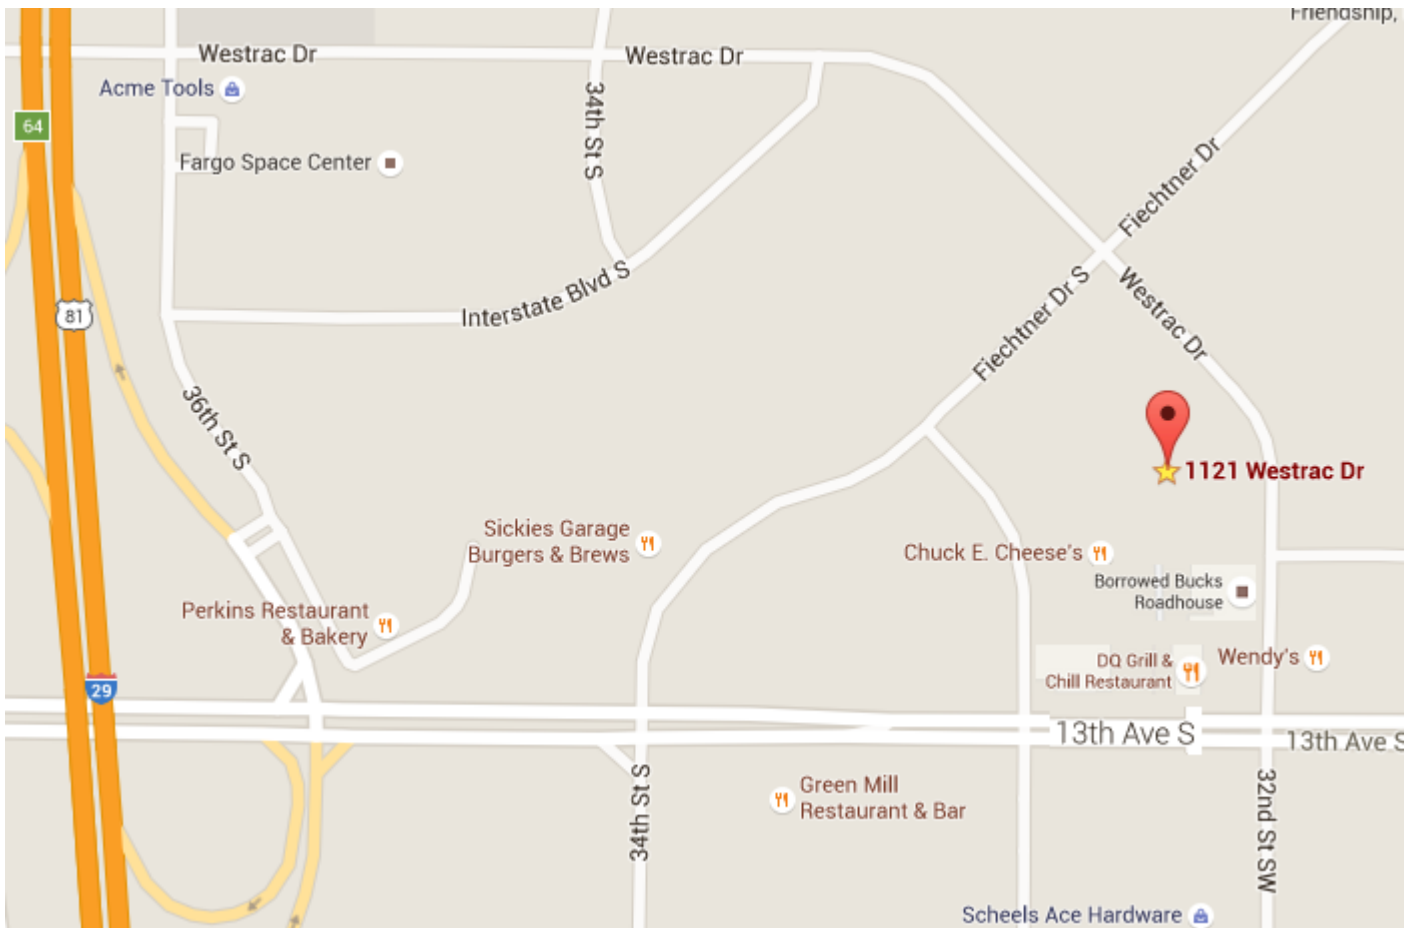 Friendship,
Westrac Dr
Westrac Dr
Acme Tools
34th St S
64
Fargo Space Center
Fiechtner Dr
Interstate Blvd S
Fiechtner Dr S
Westrac Dr
81
36th St S
1121 Westrac Dr
Sickies Garage
Burgers & Brews
Chuck E. Cheese's
Borrowed Bucks
Roadhouse
Perkins Restaurant
& Bakery
DQ Grill &
Chill Restaurant
Wendy's
29
13th Ave S
13th Ave S
34th St S
Green Mill
Restaurant & Bar
32nd St SW
Scheels Ace Hardware